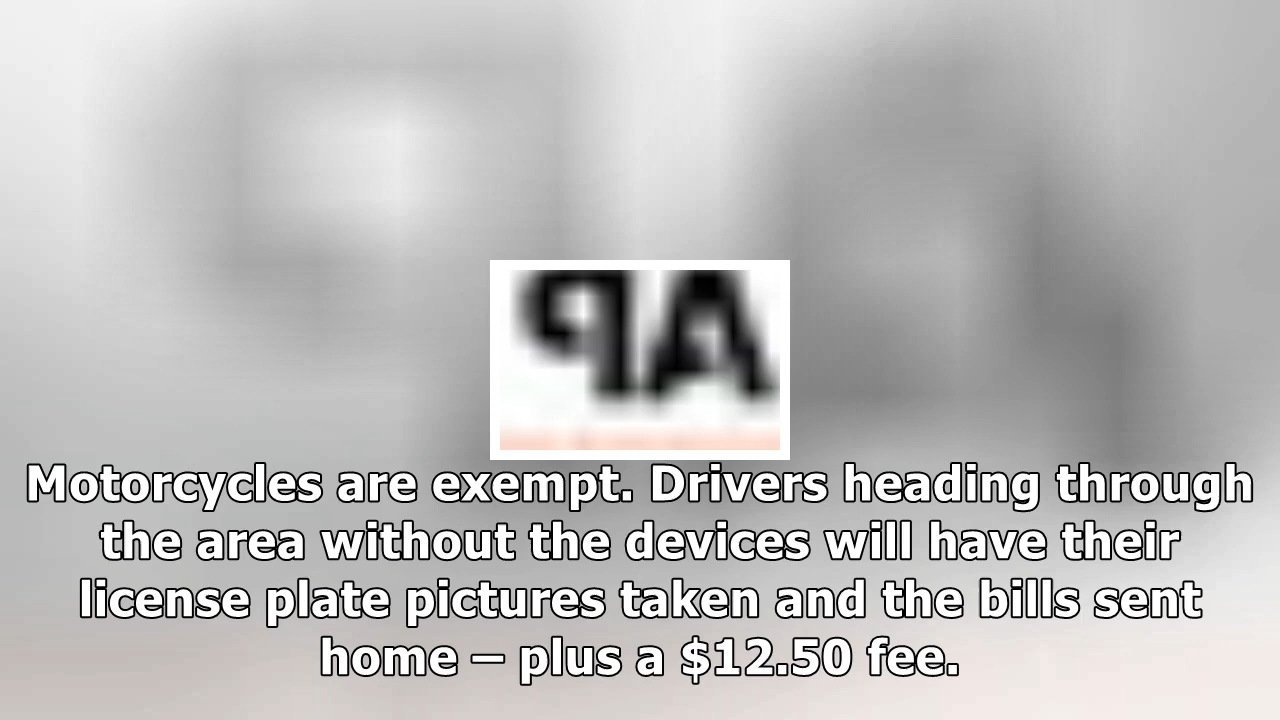 AP
Motorcycles are exempt. Drivers heading through
the area without the devices will have their
license plate pictures taken and the bills sent
home – plus a $12.50 fee.